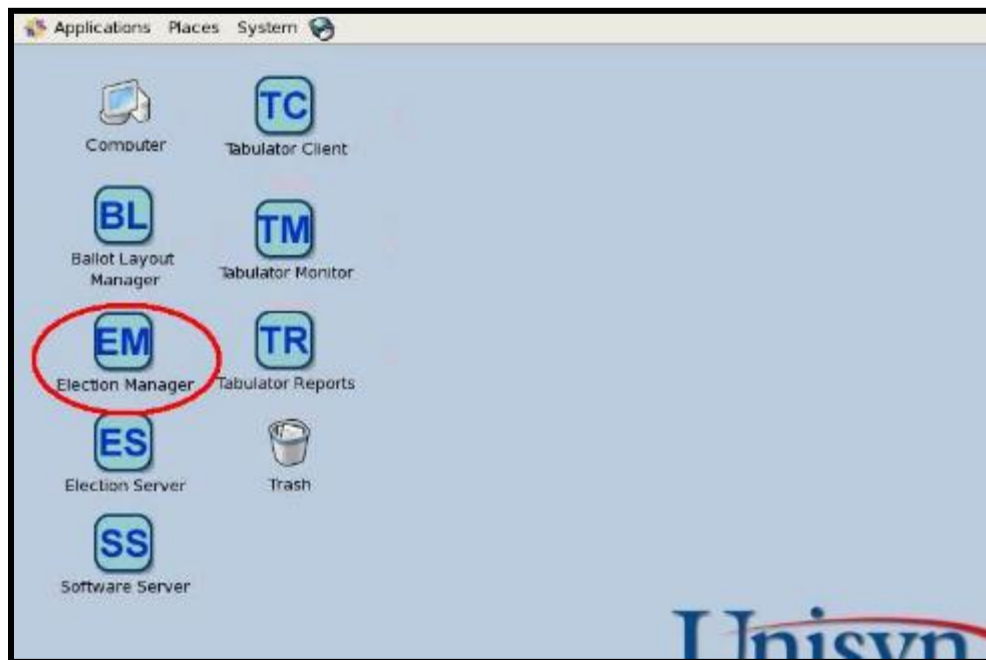 Applications Places System
Computer
TC
Tabulator Client
BL
Ballot Layout
Manager
TM
Tabulator Monitor
EM
Election Manager
TR
Tabulator Reports
ES
Election Server
Trash
SS
Software Server
Unisyn